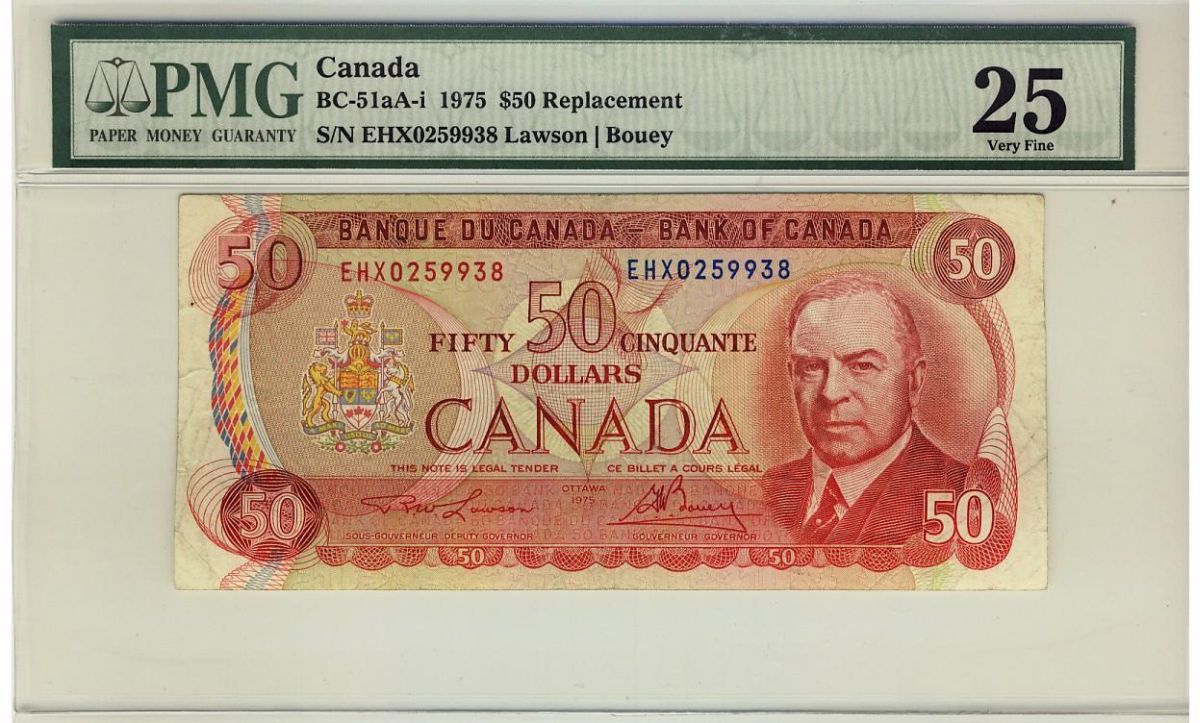 PMG
PAPER MONEY GUARANTY
Canada
BC-51aA-i 1975 $50 Replacement
S/N EHX0259938 Lawson | Bouey
25
Very Fine
50 BANQUE DU CANADA – BANK OF CANADA 50
EHX0259938 EHX0259938
50
FIFTY CINQUANTE
DOLLARS
CANADA
THIS NOTE IS LEGAL TENDER CE BILLET A COURS LÉGAL
OTTAWA
1975
50 Lawson Bouey 50
SOUS-GOUVERNEUR DEPUTY GOVERNOR GOUVERNEUR GOVERNOR
50 50